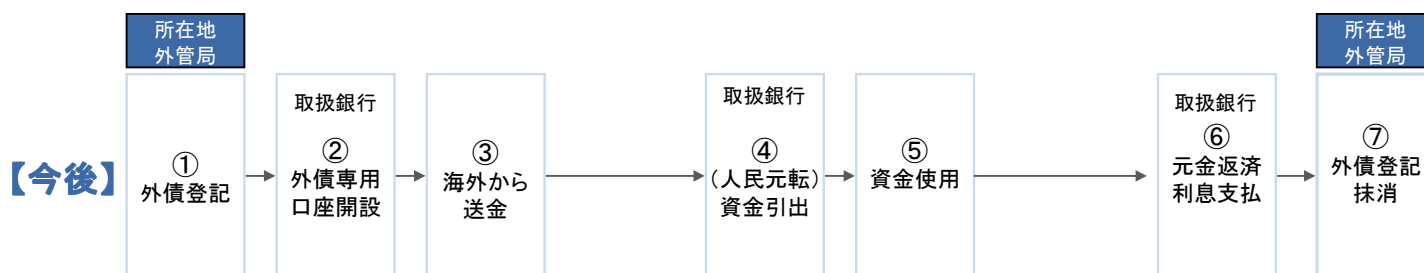 【今後】
所在地
外管局
①
外債登記
取扱銀行
②
外債専用
口座開設
③
海外から
送金
取扱銀行
④
（人民元転）
資金引出
⑤
資金使用
取扱銀行
⑥
元金返済
利息支払
所在地
外管局
⑦
外債登記
抹消